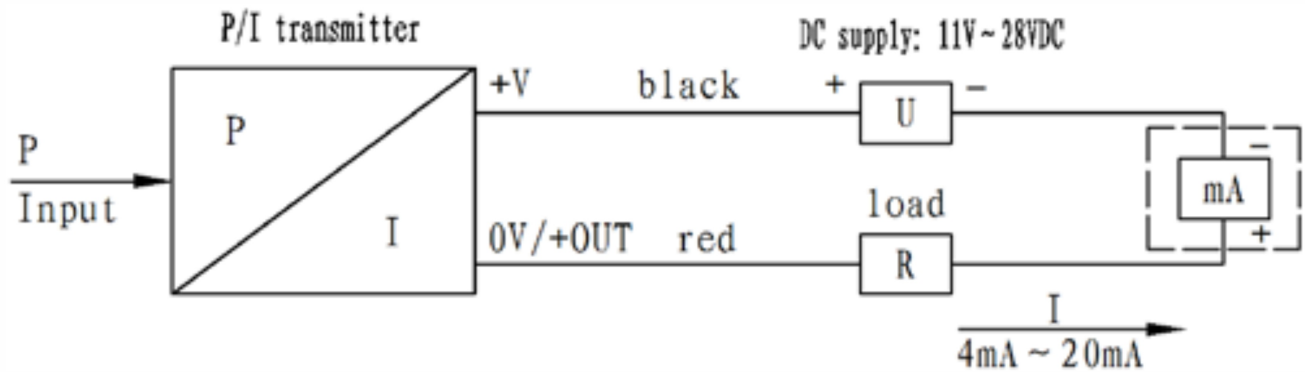 P/I transmitter
DC supply: 11V~28VDC
+V black + U −
P
P
Input
I
0V/+OUT red
load
R
−
mA
+
I
4mA ~ 20mA